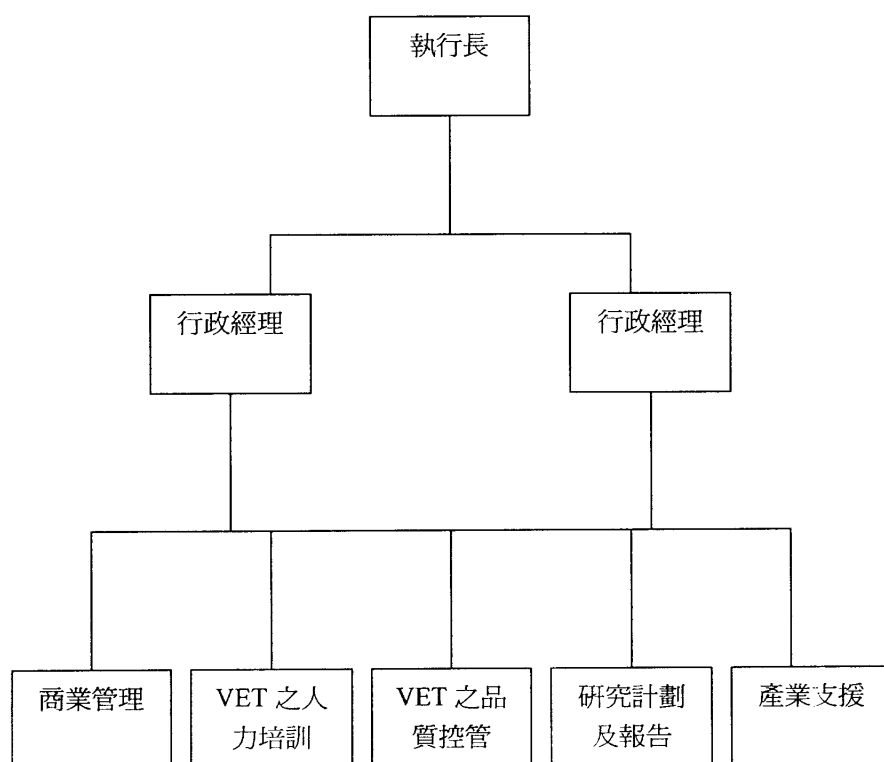 執行長
行政經理
行政經理
商業管理
VET 之人
力培訓
VET 之品
質控管
研究計劃
及報告
產業支援